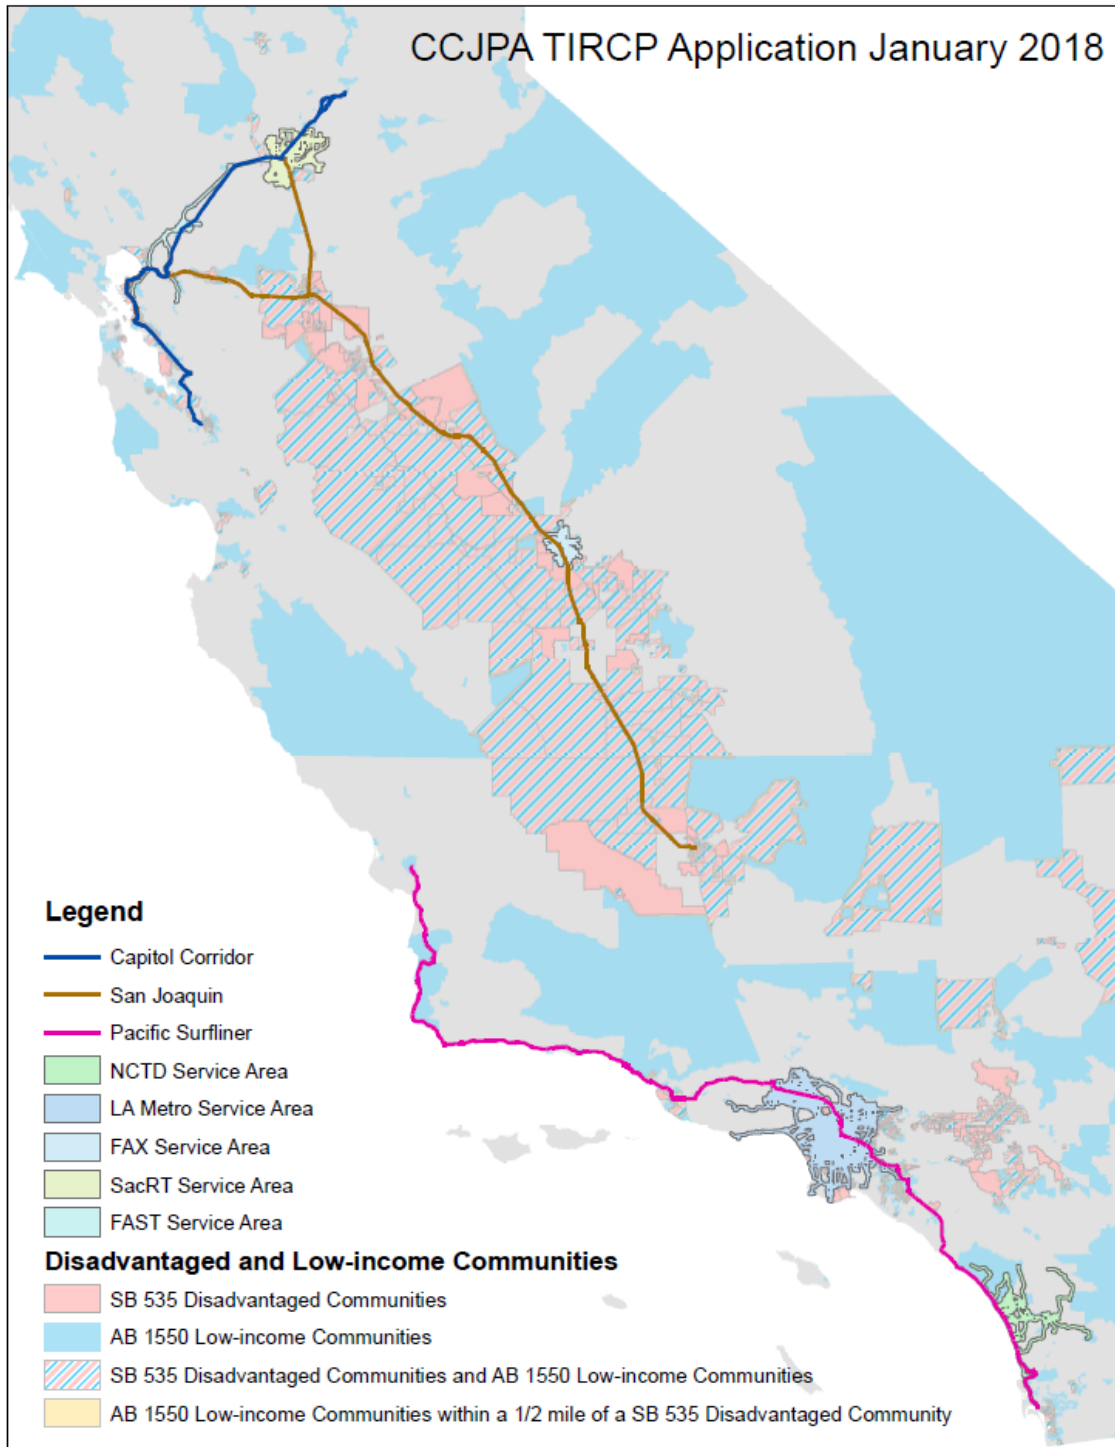 CCJPA TIRCP Application January 2018
Legend
Capitol Corridor
San Joaquin
Pacific Surfliner
NCTD Service Area
LA Metro Service Area
FAX Service Area
SacRT Service Area
FAST Service Area
Disadvantaged and Low-income Communities
SB 535 Disadvantaged Communities
AB 1550 Low-income Communities
SB 535 Disadvantaged Communities and AB 1550 Low-income Communities
AB 1550 Low-income Communities within a 1/2 mile of a SB 535 Disadvantaged Community